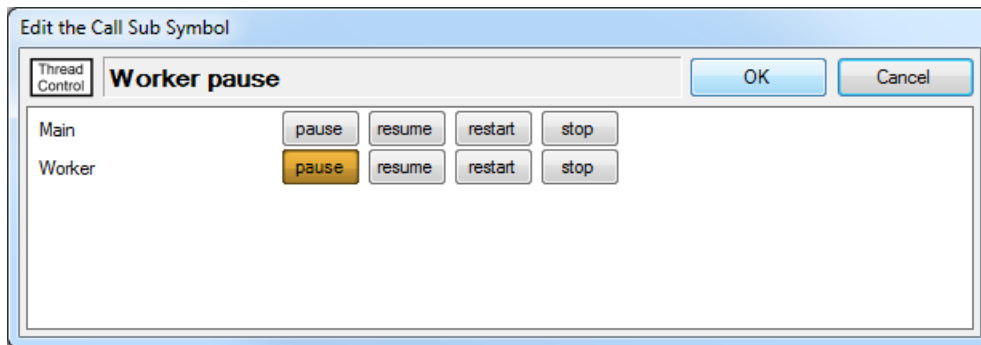 Edit the Call Sub Symbol
Thread
Control
Worker pause
OK
Cancel
Main pause resume restart stop
Worker pause resume restart stop